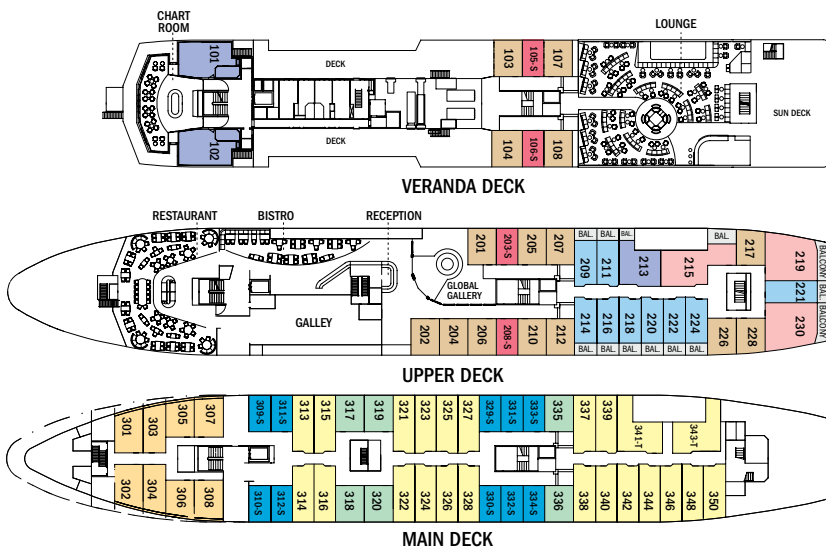 CHART
ROOM
LOUNGE
101
DECK
103
105-S
107
SUN DECK
102
DECK
104
106-S
108
VERANDA DECK
RESTAURANT
BISTRO
RECEPTION
201
203-S
205
207
BAL.
BAL.
BAL.
BAL.
209
211
213
215
217
219
BALCONY
GLOBAL
GALLERY
221
BAL.
GALLEY
202
204
206
208-S
210
212
214
216
218
220
222
224
226
228
230
BALCONY
BAL.
BAL.
BAL.
BAL.
BAL.
BAL.
UPPER DECK
301
303
305
307
309-S
311-S
313
315
317
319
321
323
325
327
329-S
331-S
333-S
335
337
339
341-T
343-T
302
304
306
308
310-S
312-S
314
316
318
320
322
324
326
328
330-S
332-S
334-S
336
338
340
342
344
346
348
350
MAIN DECK